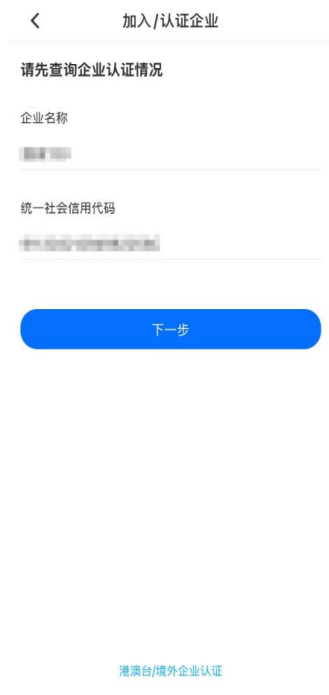 加入/认证企业
请先查询企业认证情况
企业名称
统一社会信用代码
下一步
港澳台/境外企业认证